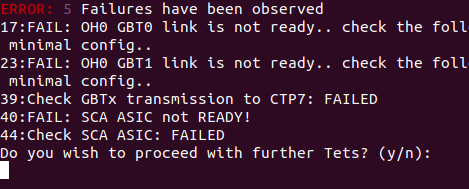 ERROR: 5 Failures have been observed
17:FAIL: OH0 GBT0 link is not ready.. check the foll
minimal config..
23:FAIL: OH0 GBT1 link is not ready.. check the foll
minimal config..
39:Check GBTx transmission to CTP7: FAILED
40:FAIL: SCA ASIC not READY!
44:Check SCA ASIC: FAILED
Do you wish to proceed with further Tets? (y/n):